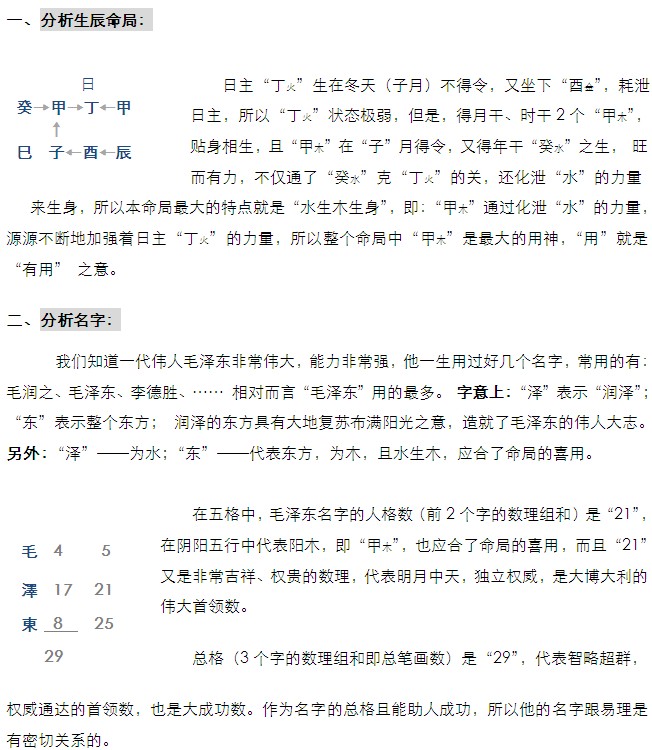 一、分析生辰命局：
日
癸→甲→丁←甲
↑
巳 子←酉←辰
日主“丁火”生在冬天（子月）不得令，又坐下“酉金”，耗泄
日主，所以“丁火”状态极弱，但是，得月干、时干2个“甲木”，
贴身相生，且“甲木”在“子”月得令，又得年干“癸水”之生， 旺
而有力，不仅通了“癸水”克“丁火”的关，还化泄“水”的力量
来生身，所以本命局最大的特点就是“水生木生身”，即：“甲木”通过化泄“水”的力量，
源源不断地加强着日主“丁火”的力量，所以整个命局中“甲木”是最大的用神，“用”就是
“有用” 之意。
二、分析名字：
我们知道一代伟人毛泽东非常伟大，能力非常强，他一生用过好几个名字，常用的有：
毛润之、毛泽东、李德胜、…… 相对而言“毛泽东”用的最多。 字意上：“泽”表示“润泽”；
“东”表示整个东方； 润泽的东方具有大地复苏布满阳光之意，造就了毛泽东的伟人大志。
另外：“泽”——为水；“东”——代表东方，为木，且水生木，应合了命局的喜用。
毛 4 5
澤 17 21
東 8 25
29
在五格中，毛泽东名字的人格数（前2个字的数理组和）是“21”，
在阴阳五行中代表阳木，即“甲木”，也应合了命局的喜用，而且“21”
又是非常吉祥、权贵的数理，代表明月中天，独立权威，是大博大利的
伟大首领数。
总格（3个字的数理组和即总笔画数）是“29”，代表智略超群，
权威通达的首领数，也是大成功数。作为名字的总格且能助人成功，所以他的名字跟易理是
有密切关系的。